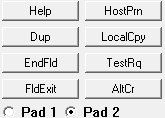 Help HostPrn
Dup LocalCpy
EndFld TestRq
FldExit AltCr
Pad 1 Pad 2